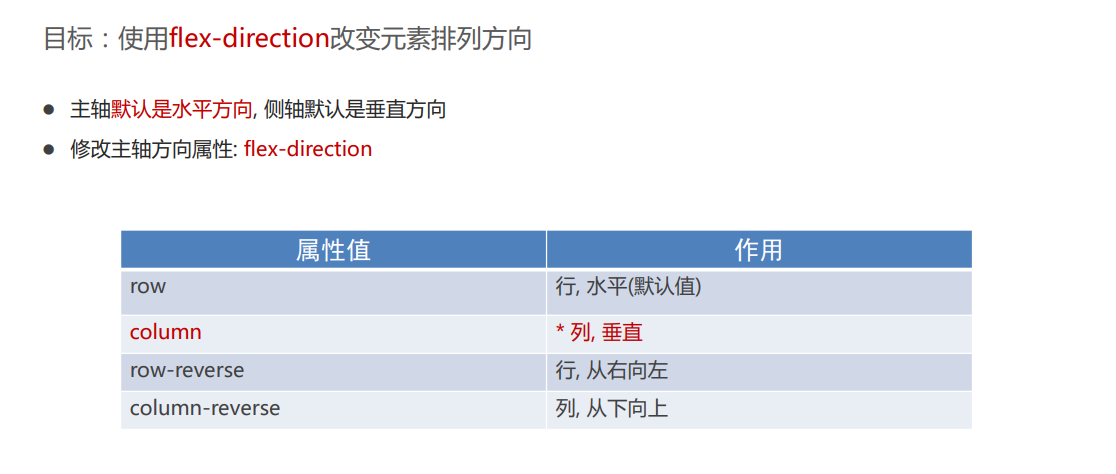 目标：使用flex-direction改变元素排列方向
● 主轴默认是水平方向, 侧轴默认是垂直方向
● 修改主轴方向属性: flex-direction
属性值 作用
row 行, 水平(默认值)
column * 列, 垂直
row-reverse 行, 从右向左
column-reverse 列, 从下向上